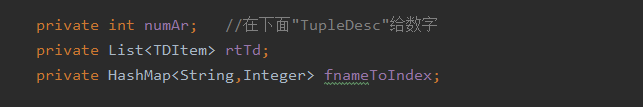 private int numAr;   //在下面"TupleDesc"给数字
private List<TDItem> rtTd;
private HashMap<String,Integer> fnameToIndex;